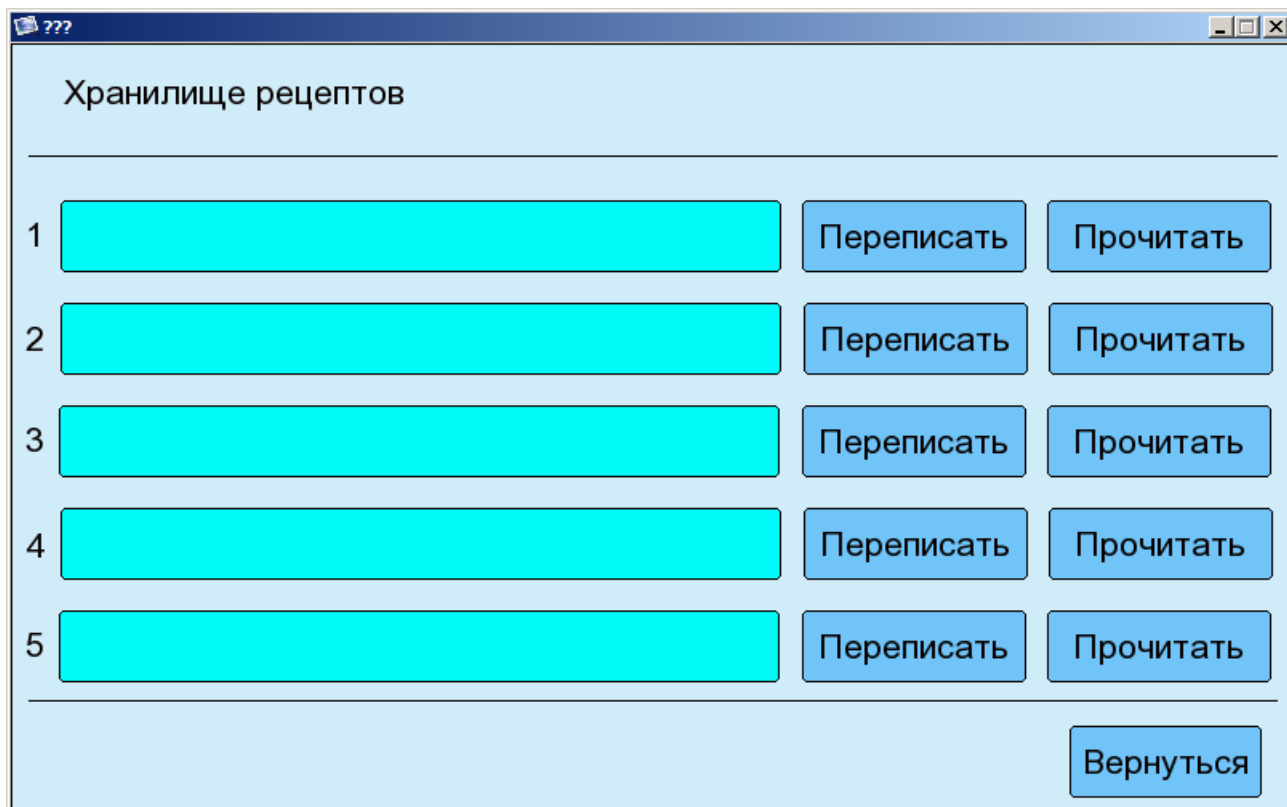 ???
Хранилище рецептов
1 Переписать Прочитать
2 Переписать Прочитать
3 Переписать Прочитать
4 Переписать Прочитать
5 Переписать Прочитать
Вернуться